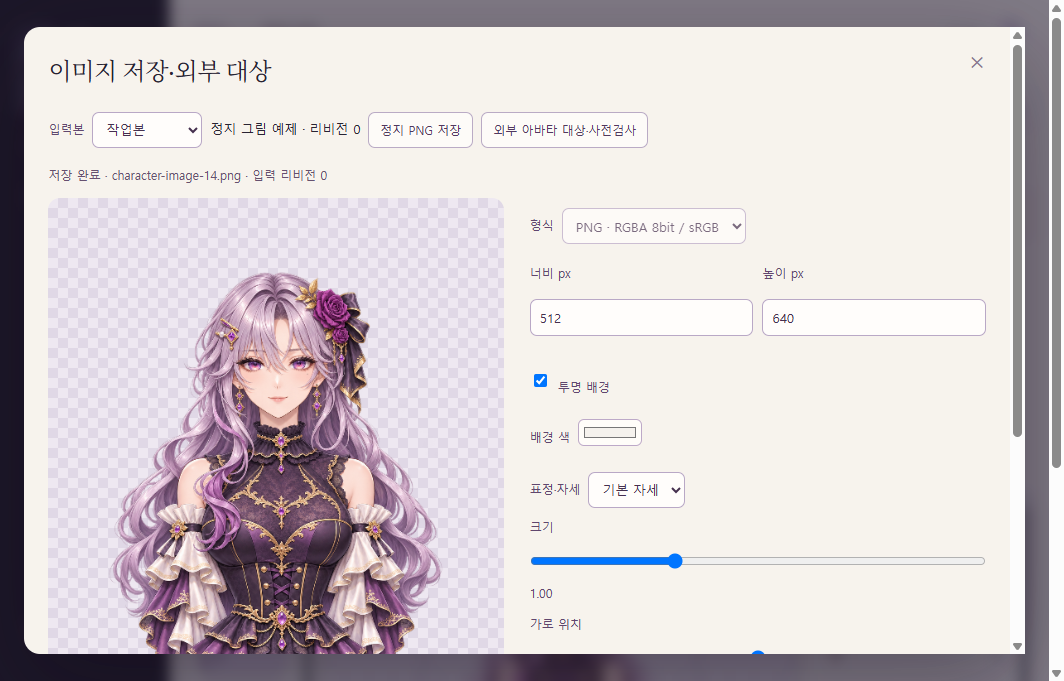 이미지 저장·외부 대상
입력본 작업본 정지 그림 예제 · 리비전 0 정지 PNG 저장 외부 아바타 대상·사전검사
저장 완료 · character-image-14.png · 입력 리비전 0
형식 PNG · RGBA 8bit / sRGB
너비 px 높이 px
512 640
투명 배경
배경 색
표정·자세 기본 자세
크기
1.00
가로 위치